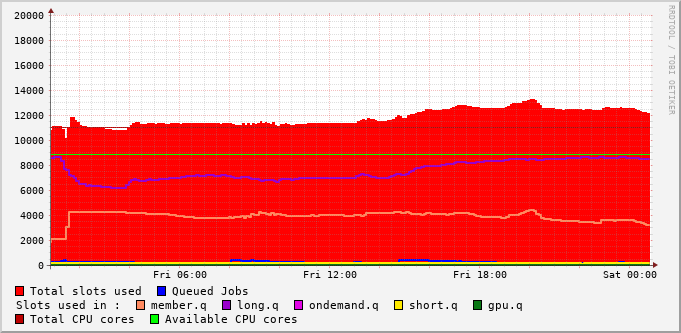 RRDTOOL / TOBI OETIKER
20000
18000
16000
14000
12000
10000
8000
6000
4000
2000
0
Fri 06:00 Fri 12:00 Fri 18:00 Sat 00:00
Total slots used Queued Jobs
Slots used in : member.q long.q ondemand.q short.q gpu.q
Total CPU cores Available CPU cores